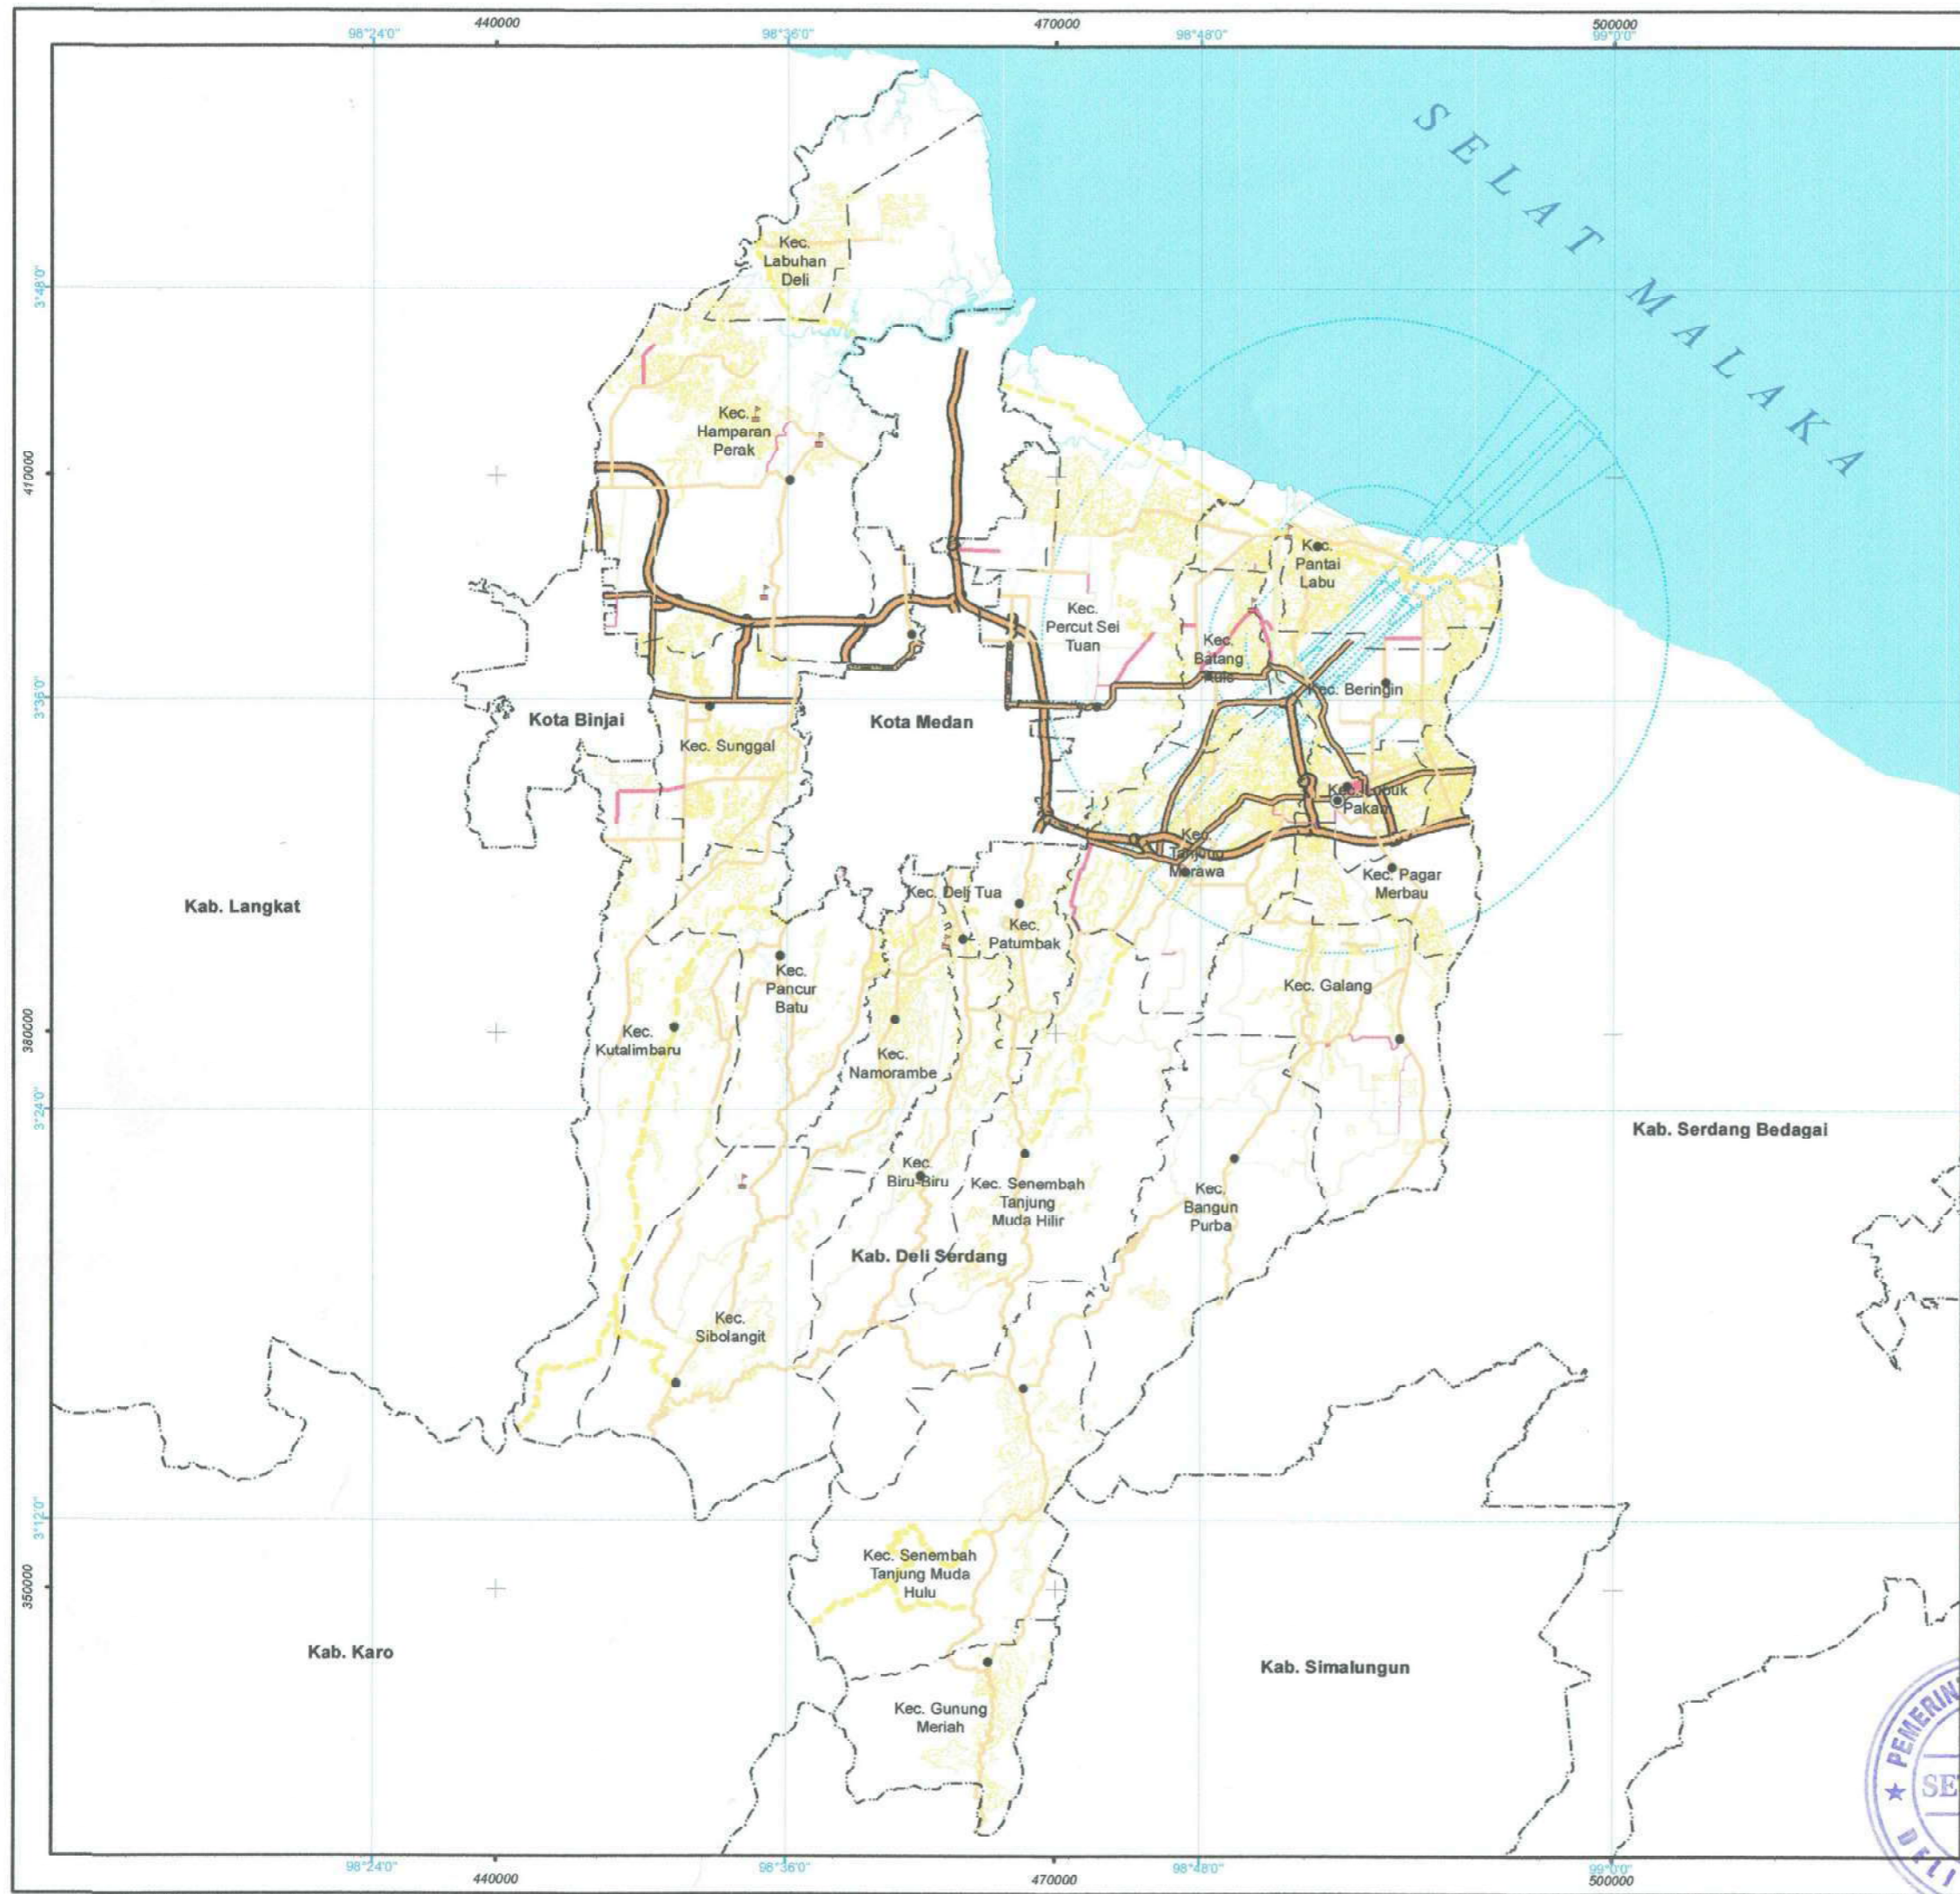 440000
470000
500000
98°24'0"
98°36'0"
98°48'0"
99°0'0"
SELAT MALAKA
3°48'0"
410000
3°36'0"
380000
3°24'0"
3°12'0"
350000
Kec.
Labuhan
Deli
Kec.
Hamparan
Perak
Kec.
Pantai
Labu
Kec.
Percut Sei
Tuan
Kec.
Batang
Kuis
Kec. Beringin
Kota Binjai
Kota Medan
Kec. Sunggal
Kec. Lubuk
Pakam
Kec.
Tanjung
Morawa
Kec. Pagar
Merbau
Kab. Langkat
Kec. Deli Tua
Kec.
Patumbak
Kec.
Pancur
Batu
Kec. Galang
Kec.
Kutalimbaru
Kec.
Namorambe
Kab. Serdang Bedagai
Kec.
Biru-Biru
Kec. Senembah
Tanjung
Muda Hilir
Kec.
Bangun
Purba
Kab. Deli Serdang
Kec.
Sibolangit
Kec. Senembah
Tanjung Muda
Hulu
Kab. Karo
Kab. Simalungun
Kec. Gunung
Meriah
PEMERIN
SE
DELI
98°24'0"
98°36'0"
98°48'0"
99°0'0"
440000
470000
500000